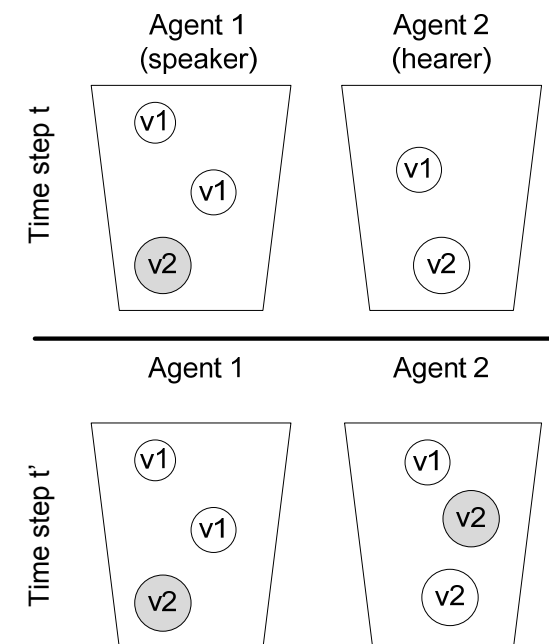 Agent 1
(speaker)
Agent 2
(hearer)
Time step t
v1
v1
v2
v1
v2
Agent 1
Agent 2
Time step t’
v1
v1
v2
v1
v2
v2